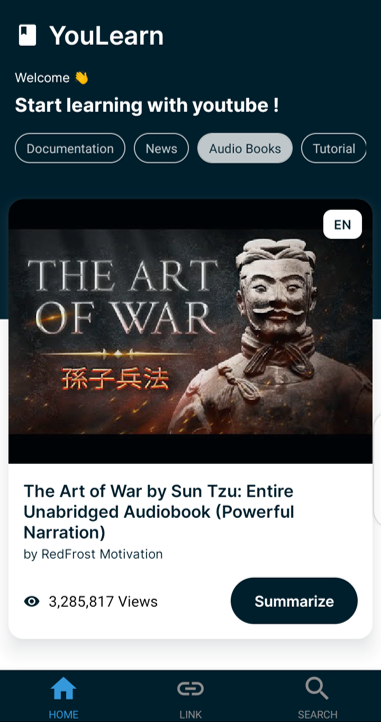 YouLearn
Welcome 👋
Start learning with youtube !
Documentation
News
Audio Books
Tutorial
EN
THE ART
OF WAR
孫子兵法
The Art of War by Sun Tzu: Entire
Unabridged Audiobook (Powerful
Narration)
by RedFrost Motivation
3,285,817 Views
Summarize
HOME
LINK
SEARCH